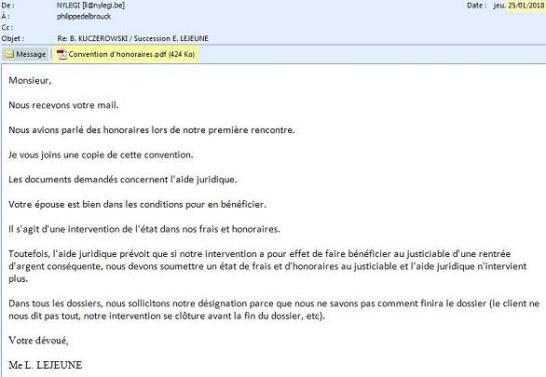 De : NYLEGI [l@nylegi.be] Date : jeu. 25/01/2018
À : philippedelbrouck
Cc :
Objet : Re: B. KUCZEROWSKI / Succession E. LEJEUNE
Message Convention d'honoraires.pdf (424 Ko)
Monsieur,
Nous recevons votre mail.
Nous avions parlé des honoraires lors de notre première rencontre.
Je vous joins une copie de cette convention.
Les documents demandés concernent l'aide juridique.
Votre épouse est bien dans les conditions pour en bénéficier.
Il s'agit d'une intervention de l'état dans nos frais et honoraires.
Toutefois, l'aide juridique prévoit que si notre intervention a pour effet de faire bénéficier au justiciable d'une rentrée
d'argent conséquente, nous devons soumettre un état de frais et d'honoraires au justiciable et l'aide juridique n'intervient
plus.
Dans tous les dossiers, nous sollicitons notre désignation parce que nous ne savons pas comment finira le dossier (le client ne
nous dit pas tout, notre intervention se clôture avant la fin du dossier, etc).
Votre dévoué,
Me L. LEJEUNE